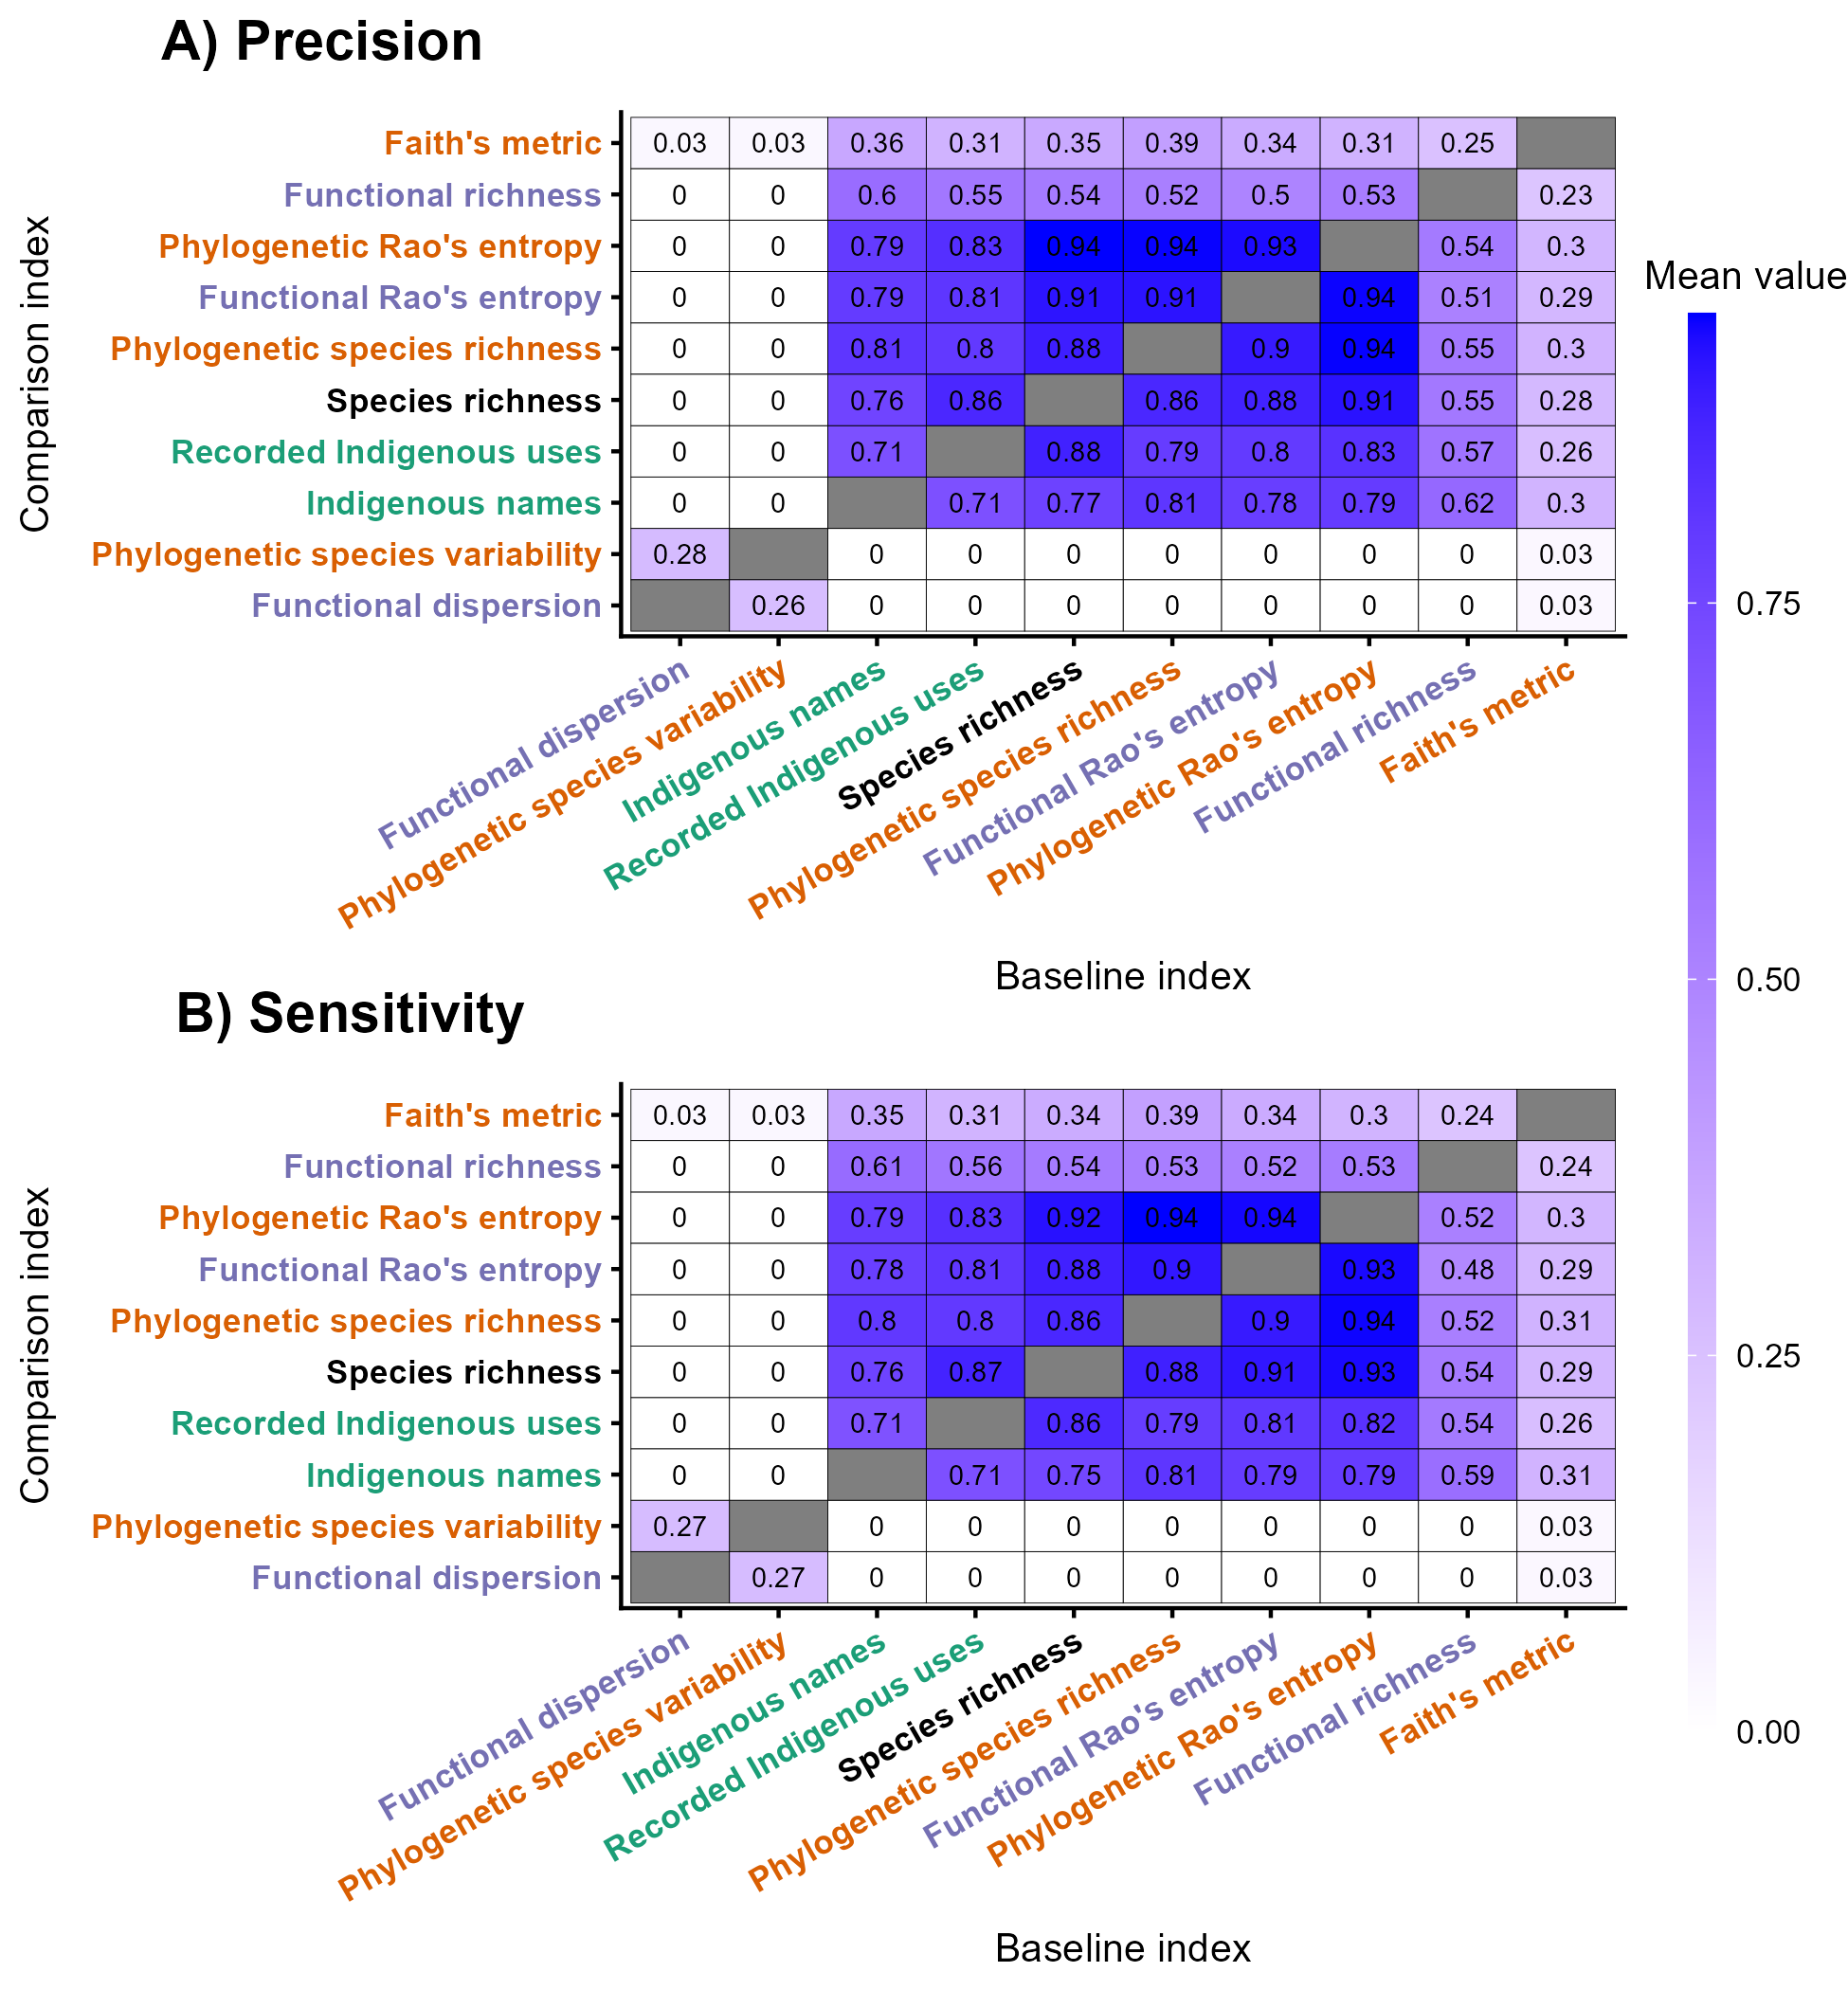 A) Precision
Comparison index
Faith's metric 0.03 0.03 0.36 0.31 0.35 0.39 0.34 0.31 0.25
Functional richness 0 0 0.6 0.55 0.54 0.52 0.5 0.53 0.23
Phylogenetic Rao's entropy 0 0 0.79 0.83 0.94 0.94 0.93 0.54 0.3
Functional Rao's entropy 0 0 0.79 0.81 0.91 0.91 0.94 0.51 0.29
Phylogenetic species richness 0 0 0.81 0.8 0.88 0.9 0.94 0.55 0.3
Species richness 0 0 0.76 0.86 0.86 0.88 0.91 0.55 0.28
Recorded Indigenous uses 0 0 0.71 0.88 0.79 0.8 0.83 0.57 0.26
Indigenous names 0 0 0.71 0.77 0.81 0.78 0.79 0.62 0.3
Phylogenetic species variability 0.28 0 0 0 0 0 0 0 0.03
Functional dispersion 0.26 0 0 0 0 0 0 0 0.03
Functional dispersion
Phylogenetic species variability
Indigenous names
Recorded Indigenous uses
Species richness
Phylogenetic species richness
Functional Rao's entropy
Phylogenetic Rao's entropy
Functional richness
Faith's metric
Baseline index
Mean value
0.75
0.50
0.25
0.00
B) Sensitivity
Comparison index
Faith's metric 0.03 0.03 0.35 0.31 0.34 0.39 0.34 0.3 0.24
Functional richness 0 0 0.61 0.56 0.54 0.53 0.52 0.53 0.24
Phylogenetic Rao's entropy 0 0 0.79 0.83 0.92 0.94 0.94 0.52 0.3
Functional Rao's entropy 0 0 0.78 0.81 0.88 0.9 0.93 0.48 0.29
Phylogenetic species richness 0 0 0.8 0.8 0.86 0.9 0.94 0.52 0.31
Species richness 0 0 0.76 0.87 0.88 0.91 0.93 0.54 0.29
Recorded Indigenous uses 0 0 0.71 0.86 0.79 0.81 0.82 0.54 0.26
Indigenous names 0 0 0.71 0.75 0.81 0.79 0.79 0.59 0.31
Phylogenetic species variability 0.27 0 0 0 0 0 0 0 0.03
Functional dispersion 0.27 0 0 0 0 0 0 0 0.03
Functional dispersion
Phylogenetic species variability
Indigenous names
Recorded Indigenous uses
Species richness
Phylogenetic species richness
Functional Rao's entropy
Phylogenetic Rao's entropy
Functional richness
Faith's metric
Baseline index